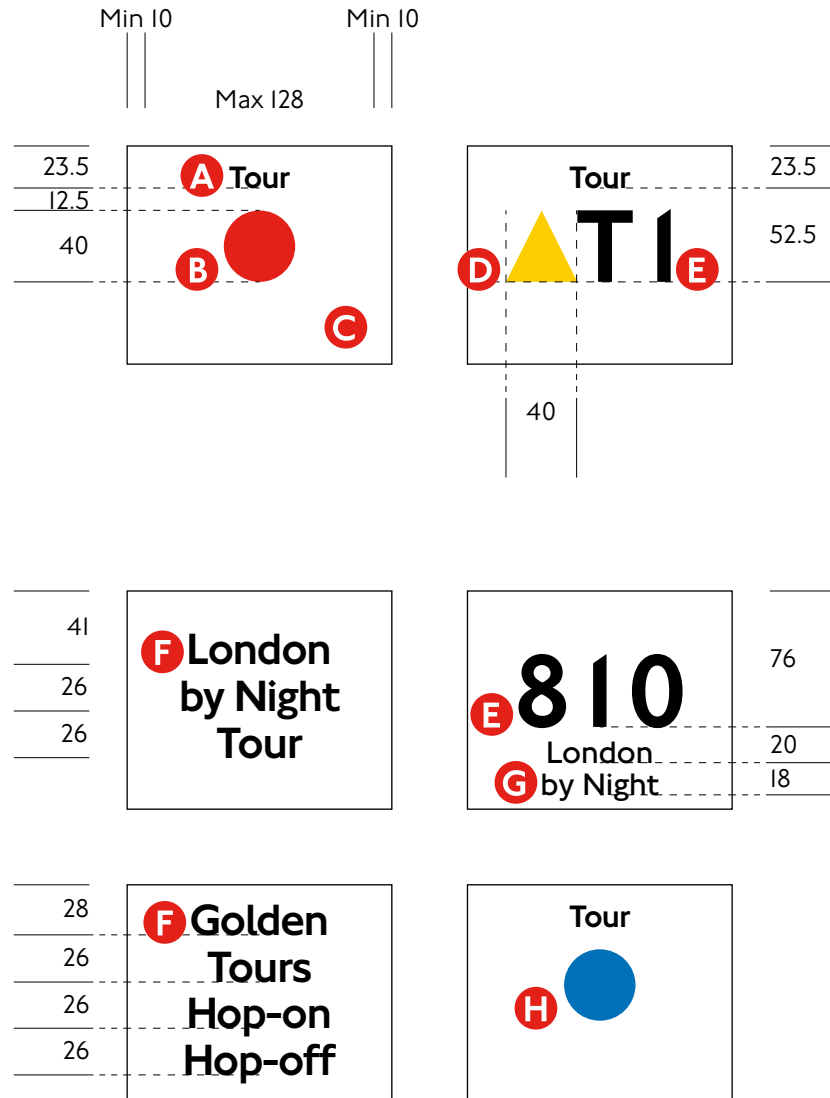 Min 10
Min 10
Max 128
23.5
A
Tour
12.5
40
B
C
Tour
23.5
D
T1
E
52.5
40
41
26
26
F
London
by Night
Tour
E
810
London
G
by Night
76
20
18
28
26
26
26
F
Golden
Tours
Hop-on
Hop-off
Tour
H